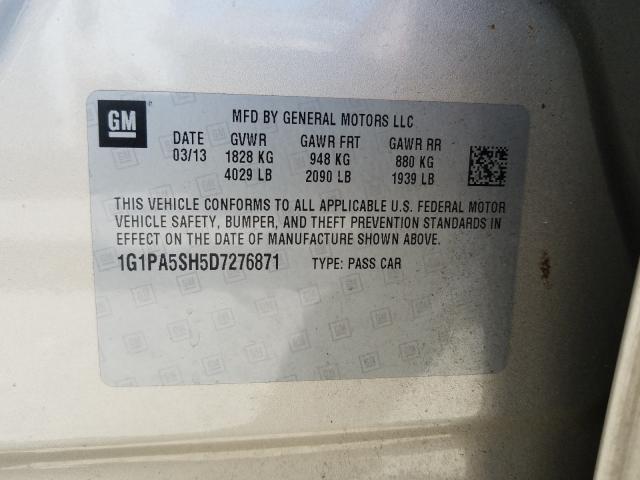 GM
MFD BY GENERAL MOTORS LLC
DATE GVWR GAWR FRT GAWR RR
03/13 1828 KG 948 KG 880 KG
4029 LB 2090 LB 1939 LB
THIS VEHICLE CONFORMS TO ALL APPLICABLE U.S. FEDERAL MOTOR
VEHICLE SAFETY, BUMPER, AND THEFT PREVENTION STANDARDS IN
EFFECT ON THE DATE OF MANUFACTURE SHOWN ABOVE.
1G1PA5SH5D7276871 TYPE: PASS CAR